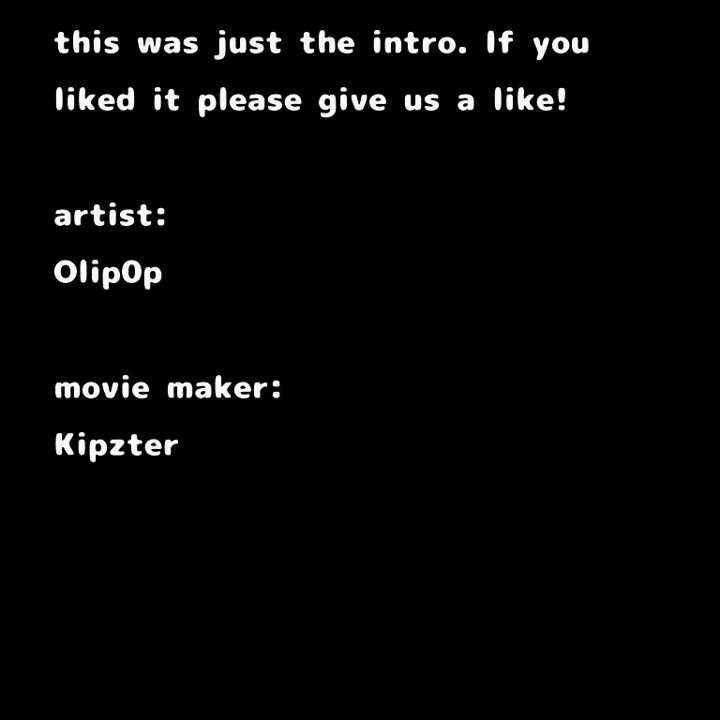 this was just the intro. If you
liked it please give us a like!
artist:
Olip0p
movie maker:
Kipzter